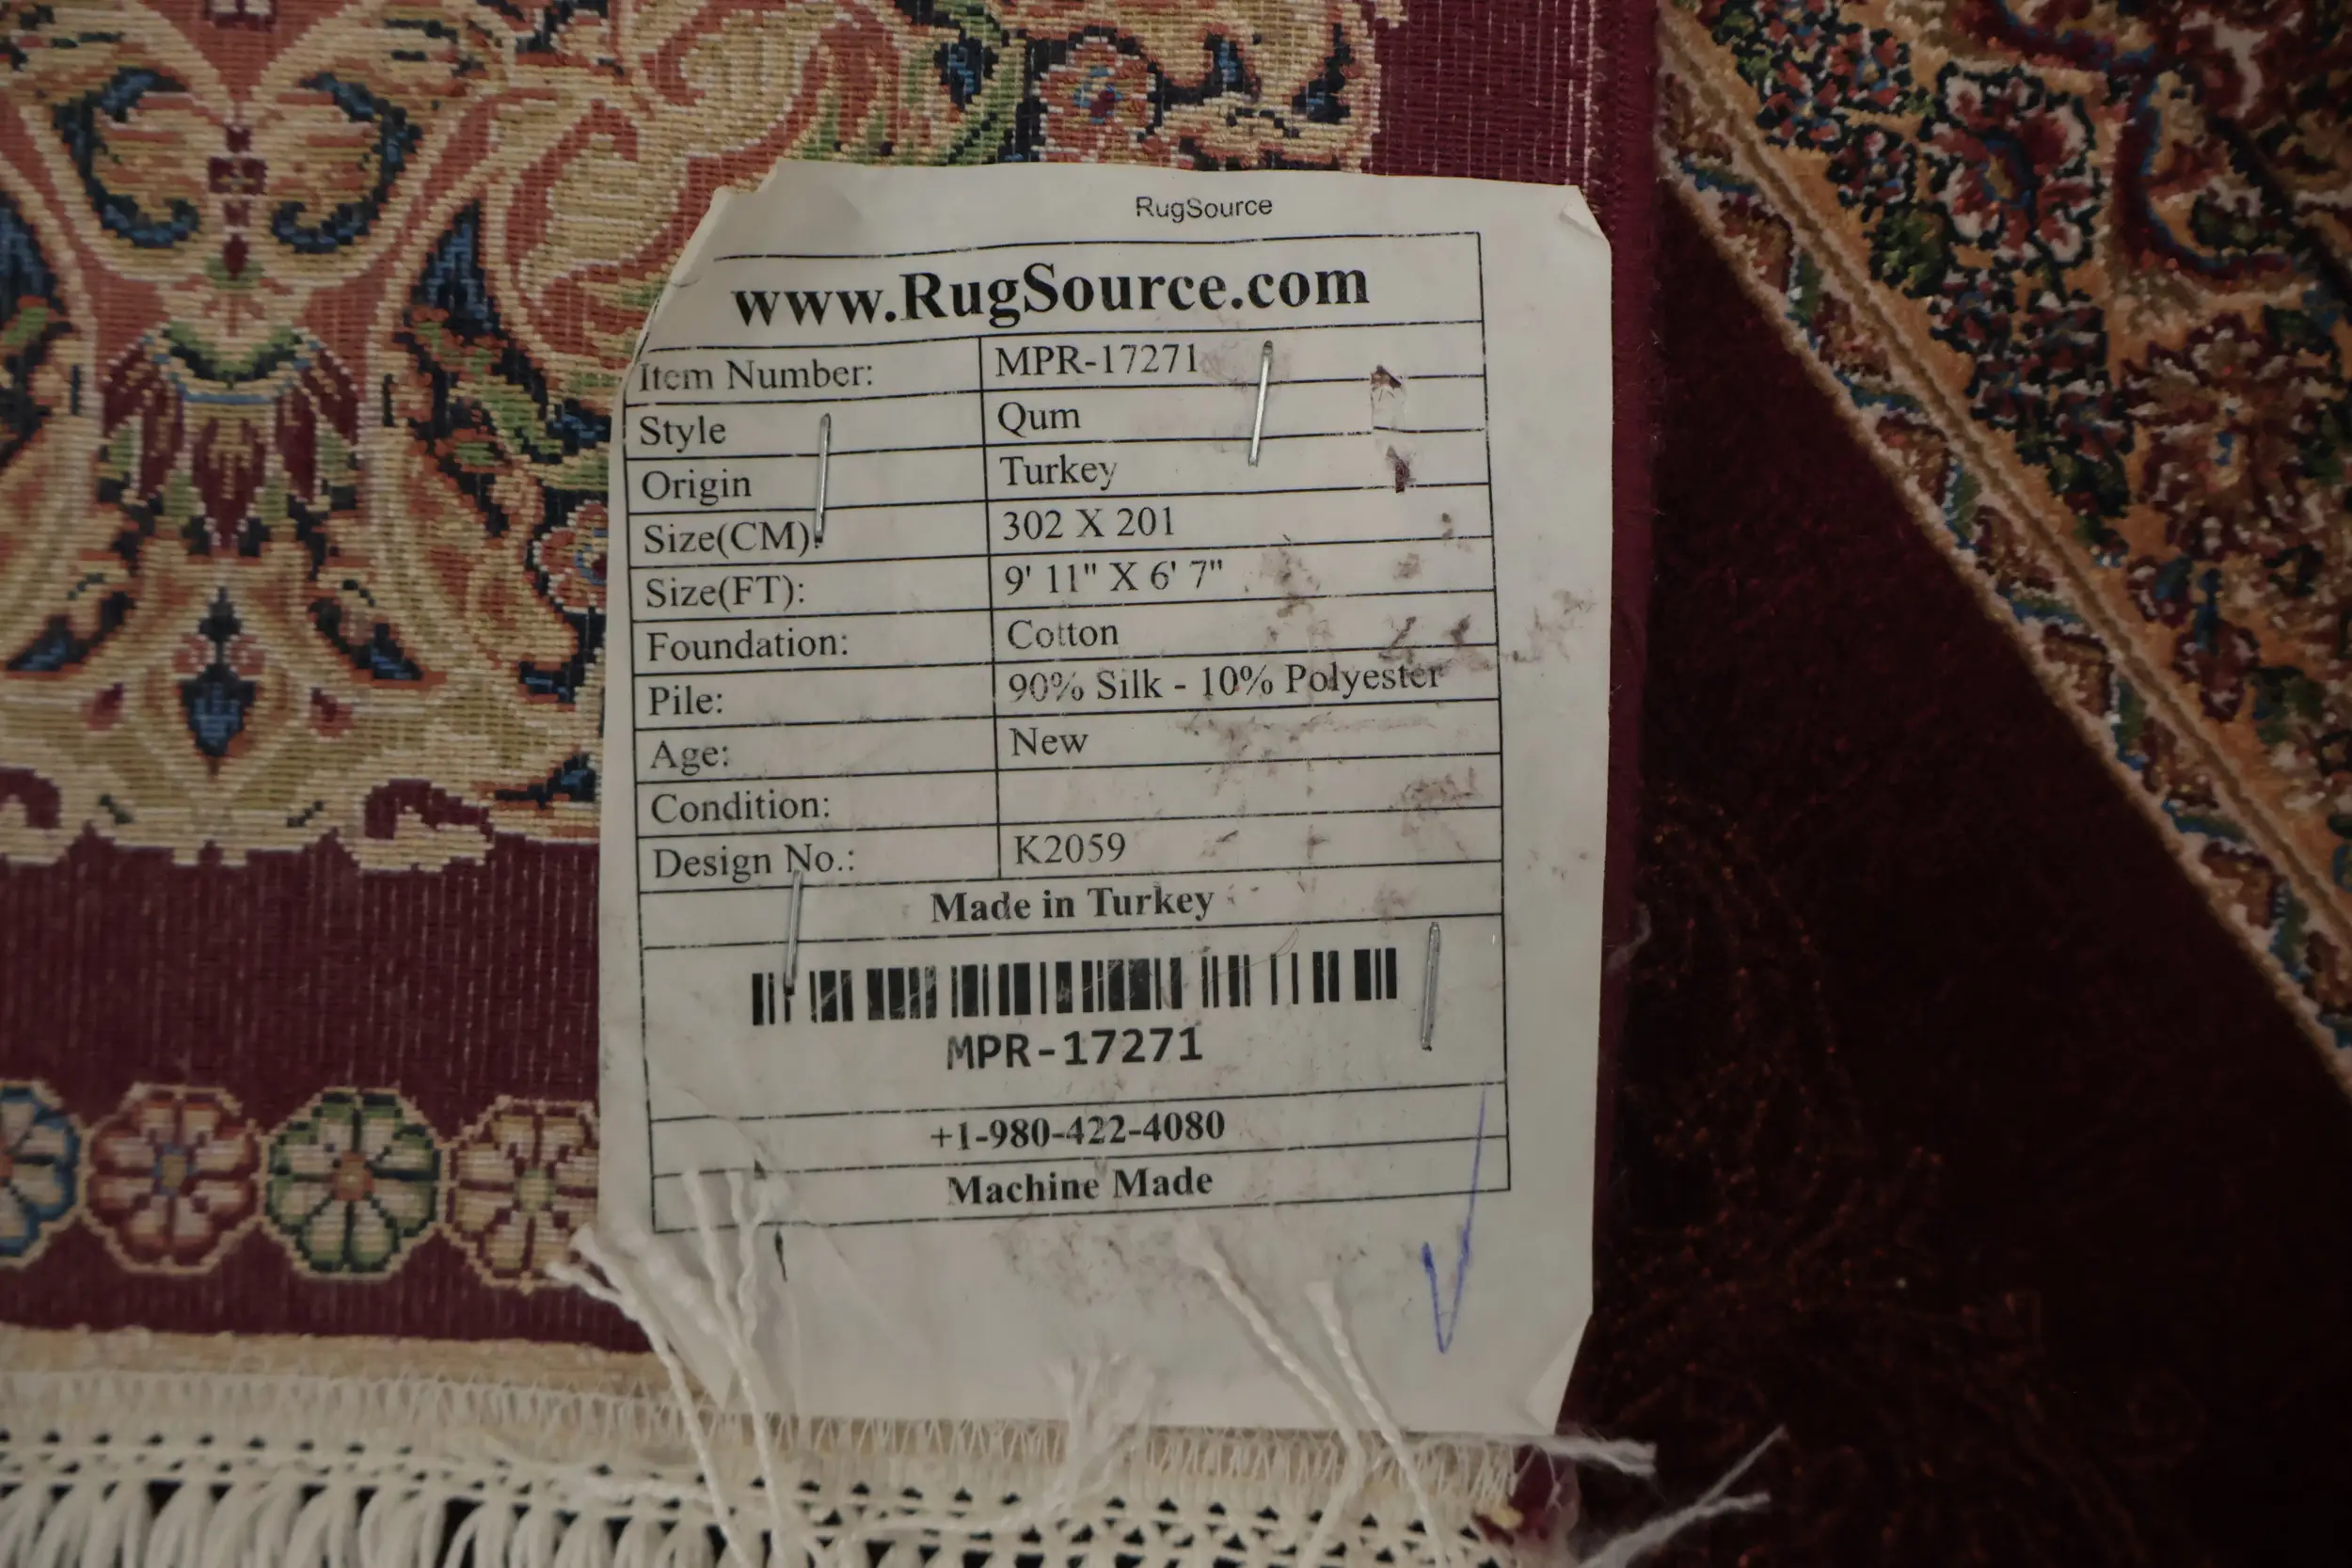 RugSource
www.RugSource.com
Item Number: MPR-17271
Style Qum
Origin Turkey
Size(CM): 302 X 201
Size(FT): 9' 11" X 6' 7"
Foundation: Cotton
Pile: 90% Silk - 10% Polyester
Age: New
Condition:
Design No.: K2059
Made in Turkey
MPR-17271
+1-980-422-4080
Machine Made